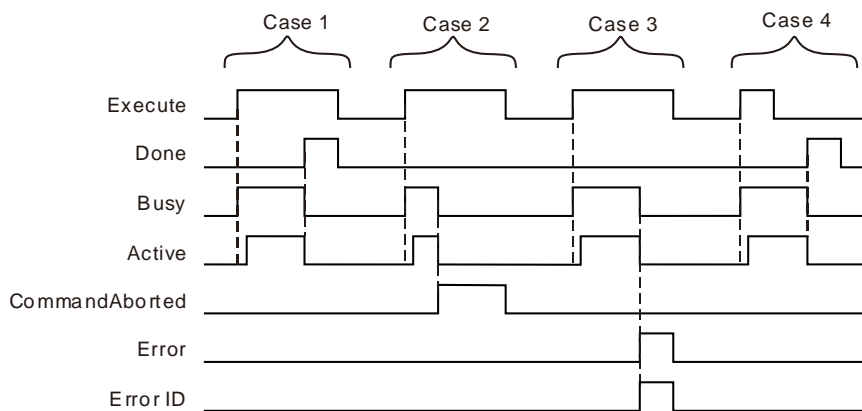 Case 1
Case 2
Case 3
Case 4
Execute
Done
Busy
Active
CommandAborted
Error
Error ID